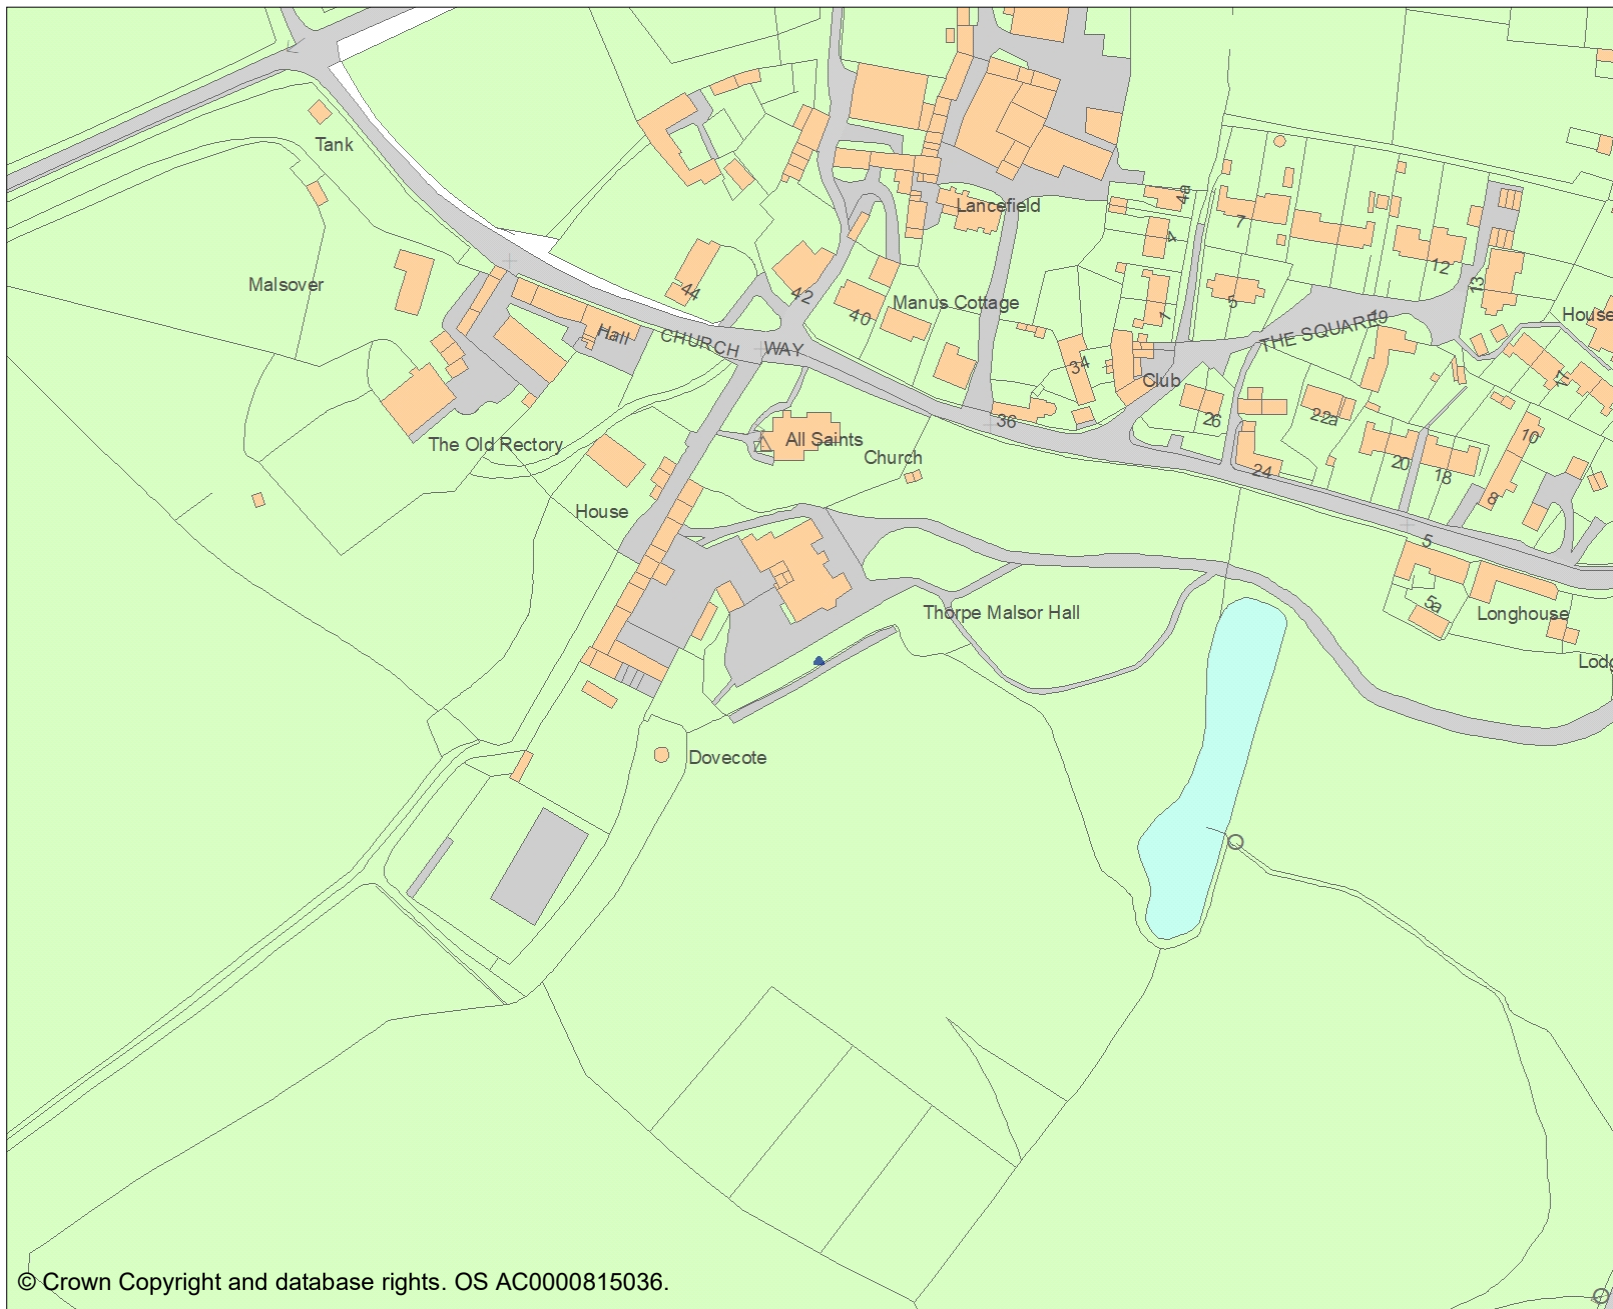 Tank
4a
Lancefield
7
4
12
Malsover
44
42
Manus Cottage
5
13
40
1
House
Hall
CHURCH WAY
THE SQUARE
49
34
Club
17
36
26
22a
All Saints
The Old Rectory
Church
10
24
20
18
8
House
5
Thorpe Malsor Hall
5a
Longhouse
Lodg
Dovecote
© Crown Copyright and database rights. OS AC0000815036.